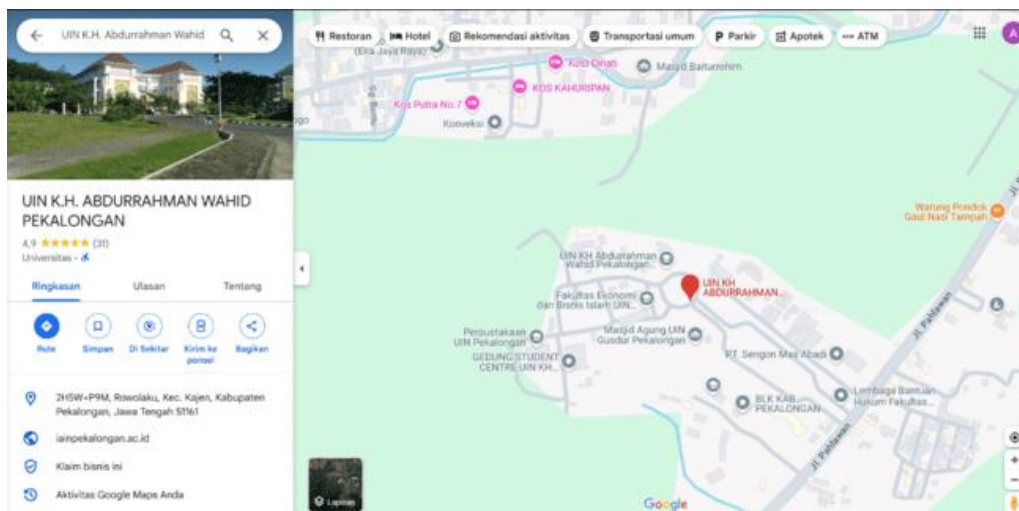 UIN K.H. Abdurrahman Wahid
UIN K.H. ABDURRAHMAN WAHID
PEKALONGAN
4,9 (31)
Universitas
Ringkasan
Ulasan
Tentang
Rute
Simpan
Di Sekitar
Kirim ke
ponsel
Bagikan
2H5W+P9M, Rowolaku, Kec. Kajen, Kabupaten
Pekalongan, Jawa Tengah 51161
iainpekalongan.ac.id
Klaim bisnis ini
Aktivitas Google Maps Anda
Restoran
Hotel
Rekomendasi aktivitas
Transportasi umum
Parkir
Apotek
ATM
A
(Eka Jaya Raya)
Masjid Baiturrohim
KOS KAHURIPAN
Kos Putra No.7
Konveksi
Warung Pondok
Goul Nasi Tampah
UIN KH Abdurrahman
Wahid Pekalongan...
UIN KH
ABDURRAHMAN...
Fakultas Ekonomi
dan Bisnis Islam UIN...
Masjid Agung UIN
Gusdur Pekalongan
Perpustakaan
UIN Pekalongan
GEDUNG STUDENT
CENTRE UIN KH...
PT. Sengon Mas Abadi
BLK KAB.
PEKALONGAN
Lembaga Bantuan
Hukum Fakultas...
Jl. Pahlawan
Jl. Pahlawan
Lapisan
Google